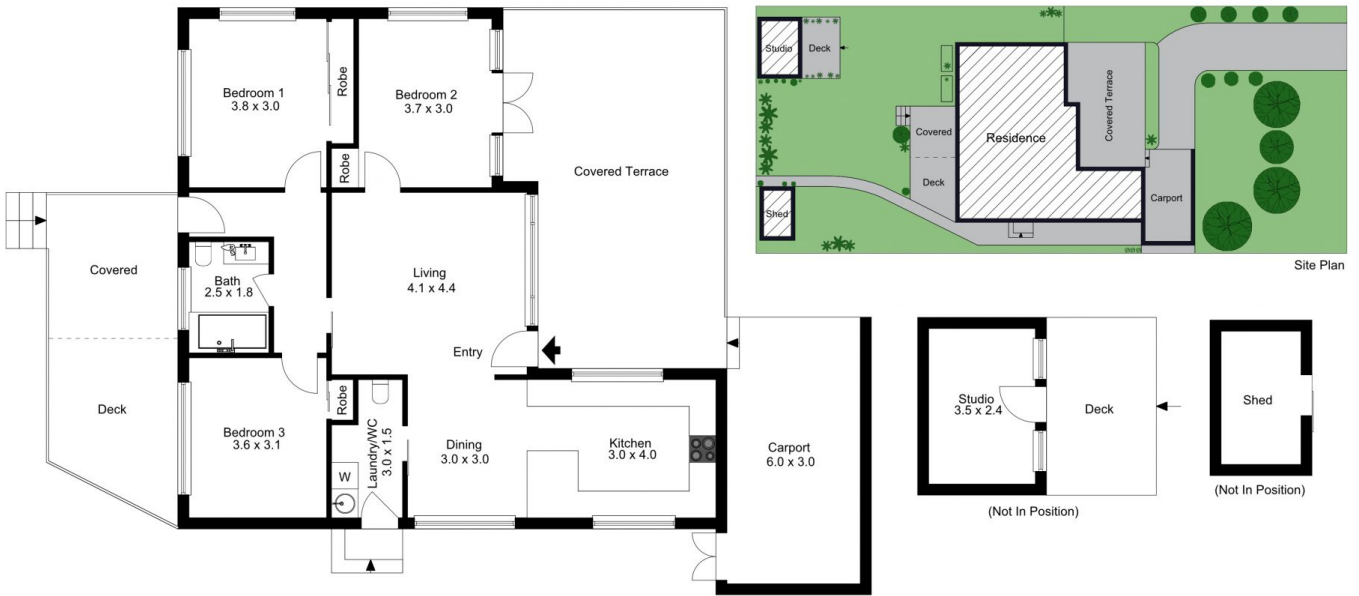 Bedroom 1
3.8 x 3.0
Robe
Bedroom 2
3.7 x 3.0
Robe
Covered Terrace
Covered
Deck
Bath
2.5 x 1.8
Living
4.1 x 4.4
Entry
Bedroom 3
3.6 x 3.1
Robe
Laundry/WC
3.0 x 1.5
W
Dining
3.0 x 3.0
Kitchen
3.0 x 4.0
Carport
6.0 x 3.0
Studio
Deck
Covered
Deck
Residence
Covered Terrace
Carport
Shed
Site Plan
Studio
3.5 x 2.4
Deck
(Not In Position)
Shed
(Not In Position)